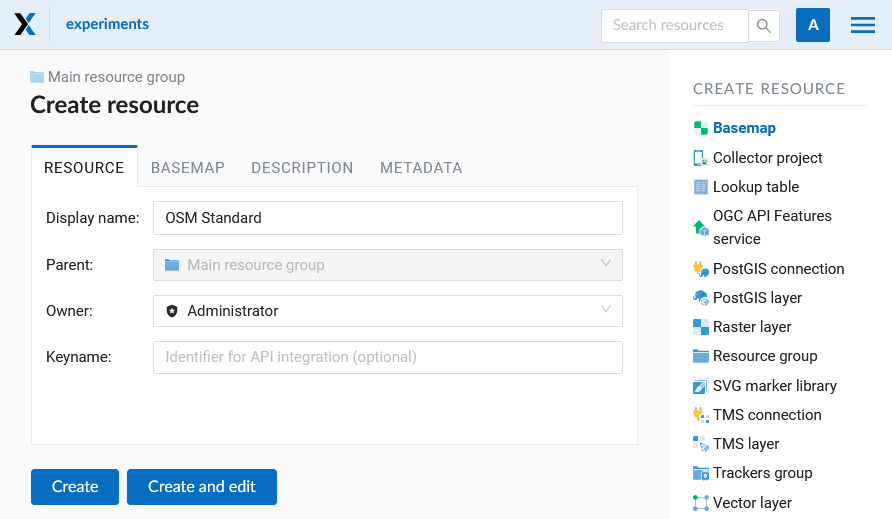 experiments
Search resources
A
Main resource group
Create resource
RESOURCE
BASEMAP
DESCRIPTION
METADATA
Display name:
OSM Standard
Parent:
Main resource group
Owner:
Administrator
Keyname:
Identifier for API integration (optional)
Create
Create and edit
CREATE RESOURCE
Basemap
Collector project
Lookup table
OGC API Features
service
PostGIS connection
PostGIS layer
Raster layer
Resource group
SVG marker library
TMS connection
TMS layer
Trackers group
Vector layer